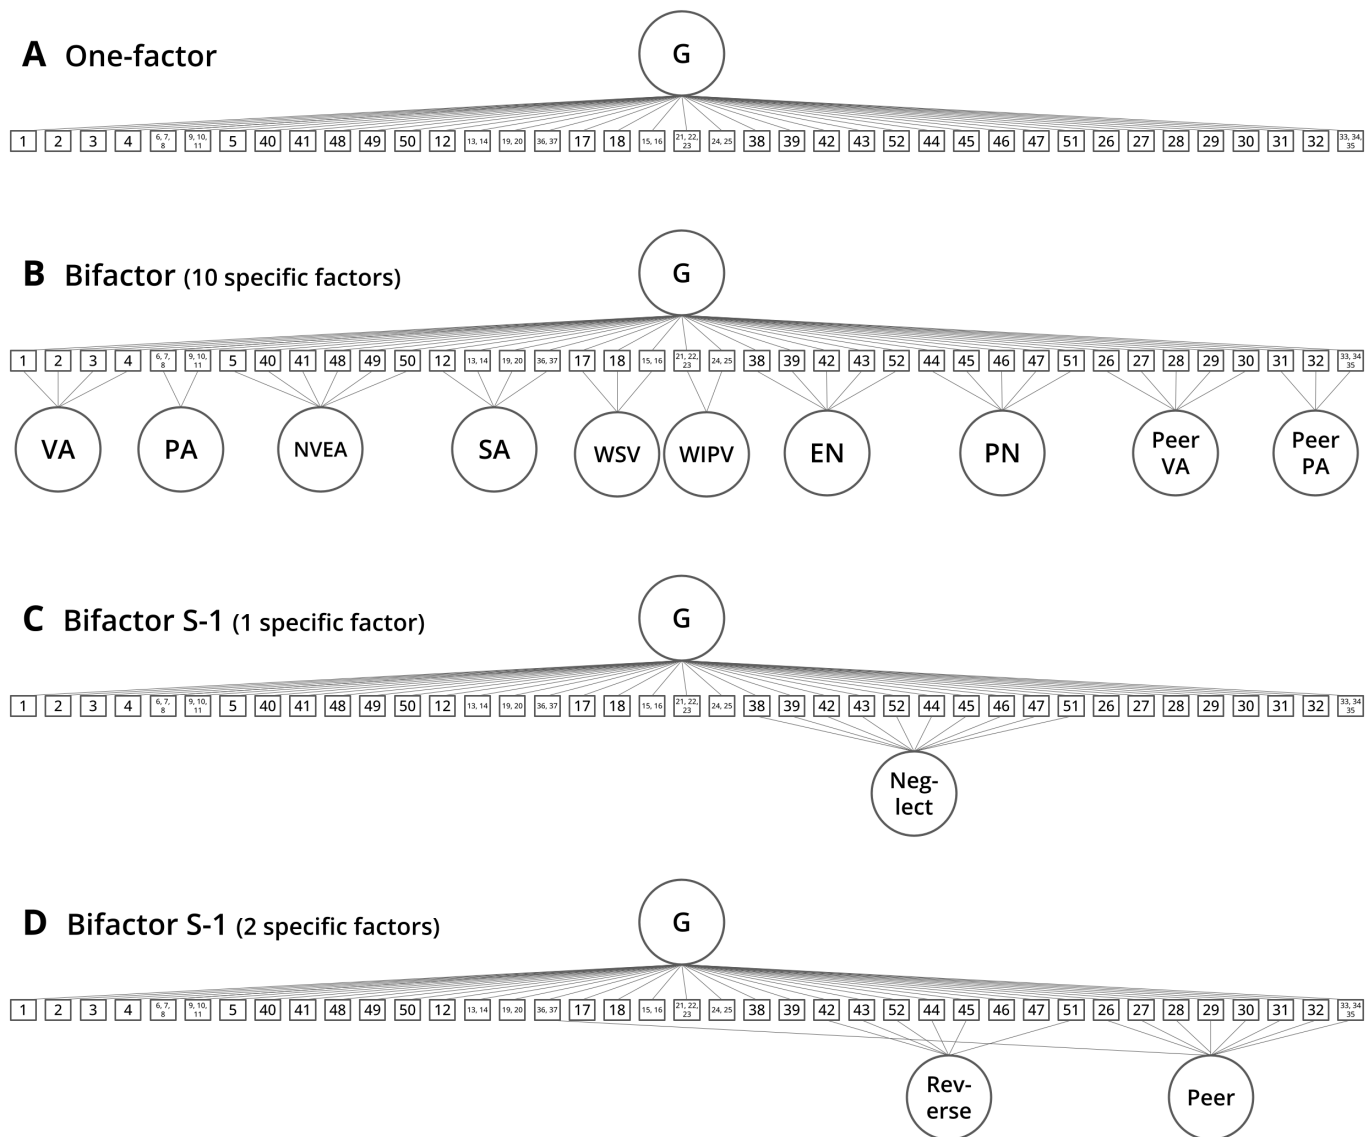 G
A One-factor
1 2 3 4 6, 7, 8 9, 10, 11 5 40 41 48 49 50 12 13, 14 19, 20 36, 37 17 18 15, 16 21, 22, 23 24, 25 38 39 42 43 52 44 45 46 47 51 26 27 28 29 30 31 32 33, 34, 35
G
B Bifactor (10 specific factors)
1 2 3 4 6, 7, 8 9, 10, 11 5 40 41 48 49 50 12 13, 14 19, 20 36, 37 17 18 15, 16 21, 22, 23 24, 25 38 39 42 43 52 44 45 46 47 51 26 27 28 29 30 31 32 33, 34 35
VA PA NVEA SA WSV WIPV EN PN Peer VA Peer PA
G
C Bifactor S-1 (1 specific factor)
1 2 3 4 6, 7, 8 9, 10, 11 5 40 41 48 49 50 12 13, 14 19, 20 36, 37 17 18 15, 16 21, 22, 23 24, 25 38 39 42 43 52 44 45 46 47 51 26 27 28 29 30 31 32 33, 34 35
Neg-
lect
G
D Bifactor S-1 (2 specific factors)
1 2 3 4 6, 7, 8 9, 10, 11 5 40 41 48 49 50 12 13, 14 19, 20 36, 37 17 18 15, 16 21, 22, 23 24, 25 38 39 42 43 52 44 45 46 47 51 26 27 28 29 30 31 32 33, 34 35
Rev-
erse
Peer